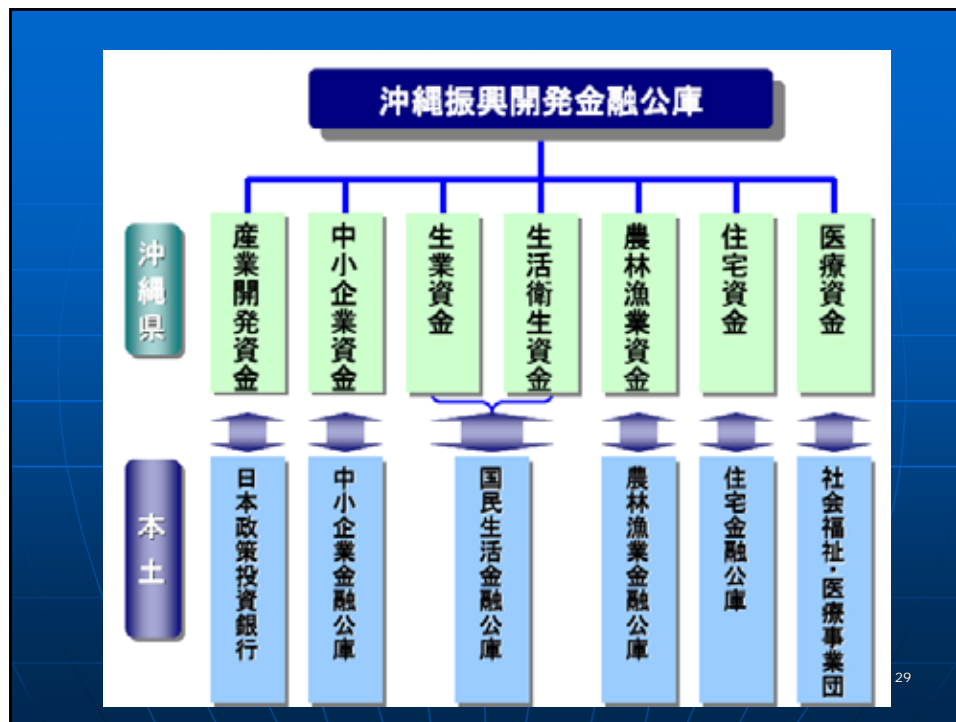 沖縄振興開発金融公庫
沖縄県
産業開発資金
中小企業資金
生業資金
生活衛生資金
農林漁業資金
住宅資金
医療資金
本土
日本政策投資銀行
中小企業金融公庫
国民生活金融公庫
農林漁業金融公庫
住宅金融公庫
社会福祉・医療事業団
29